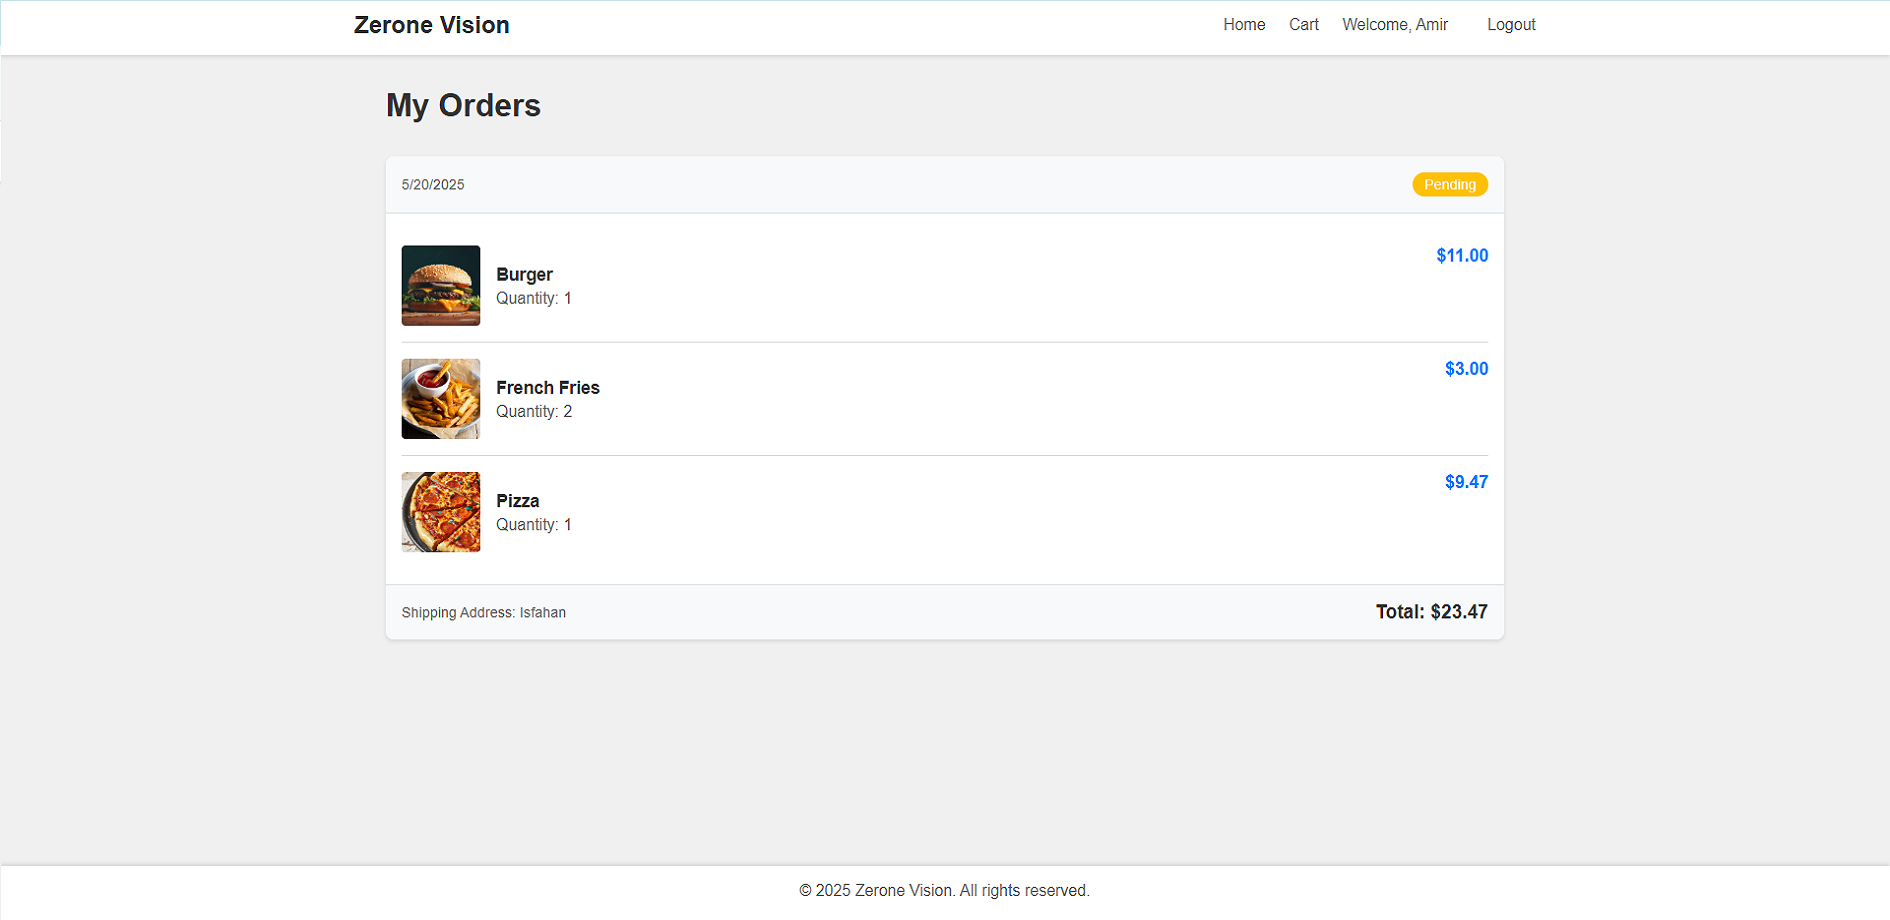 Zerone Vision
Home Cart Welcome, Amir Logout
My Orders
5/20/2025 Pending
Burger $11.00
Quantity: 1
French Fries $3.00
Quantity: 2
Pizza $9.47
Quantity: 1
Shipping Address: Isfahan Total: $23.47
© 2025 Zerone Vision. All rights reserved.